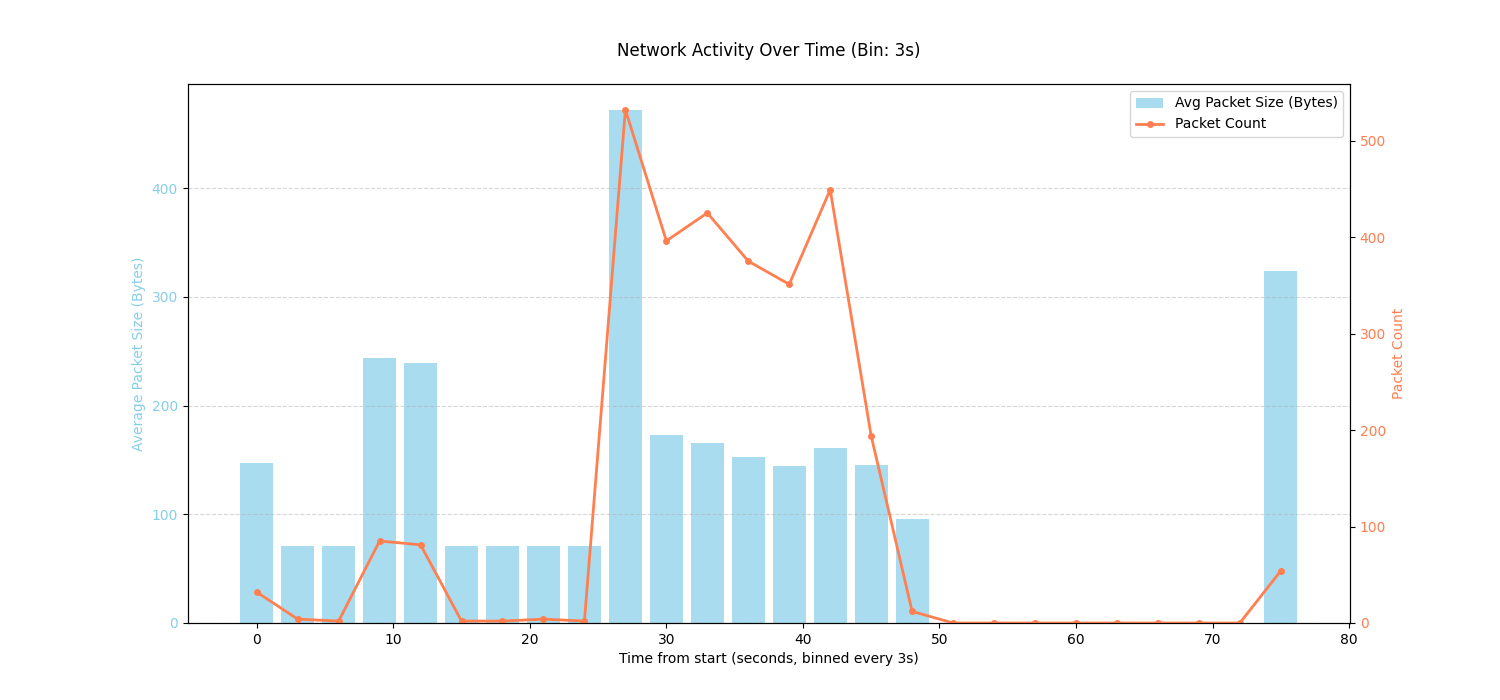 Network Activity Over Time (Bin: 3s)
Avg Packet Size (Bytes)
Packet Count
Average Packet Size (Bytes)
400
300
200
100
0
500
400
300
200
100
0
Packet Count
0 10 20 30 40 50 60 70 80
Time from start (seconds, binned every 3s)